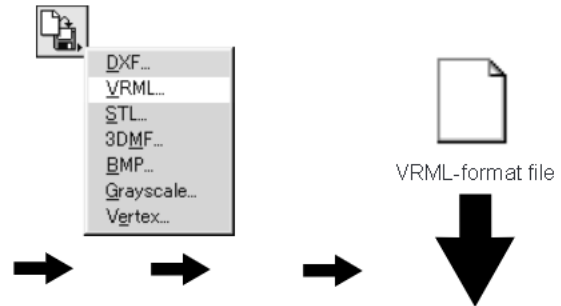 DXF...
VRML...
STL...
3DMF...
BMP...
Grayscale...
Vertex...
VRML-format file